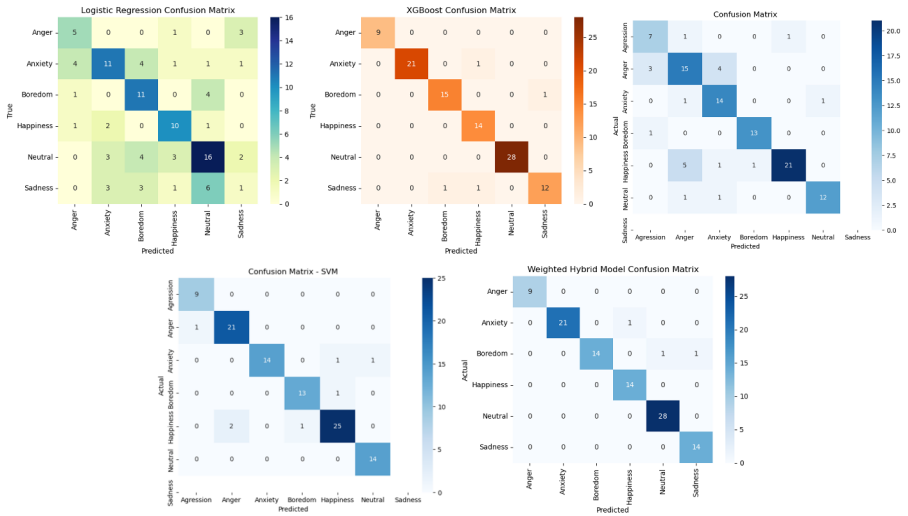 Logistic Regression Confusion Matrix
True
Anger 5 0 0 1 0 3
Anxiety 4 11 4 1 1 1
Boredom 1 0 11 0 4 0
Happiness 1 2 0 10 1 0
Neutral 0 3 4 3 16 2
Sadness 0 3 3 1 6 1
Anger Anxiety Boredom Happiness Neutral Sadness
Predicted
16
14
12
10
8
6
4
2
0
XGBoost Confusion Matrix
True
Anger 9 0 0 0 0 0
Anxiety 0 21 0 1 0 0
Boredom 0 0 15 0 0 1
Happiness 0 0 0 14 0 0
Neutral 0 0 0 0 28 0
Sadness 0 0 1 1 0 12
Anger Anxiety Boredom Happiness Neutral Sadness
Predicted
25
20
15
10
5
0
Confusion Matrix
Actual
Agression 7 1 0 0 1 0
Anger 3 15 4 0 0 0
Anxiety 0 1 14 0 0 1
Boredom 1 0 0 13 0 0
Happiness 0 5 1 1 21 0
Neutral 0 1 1 0 0 12
Sadness
Agression Anger Anxiety Boredom Happiness Neutral Sadness
Predicted
20.0
17.5
15.0
12.5
10.0
7.5
5.0
2.5
0.0
Confusion Matrix - SVM
Actual
Agression 9 0 0 0 0 0
Anger 1 21 0 0 0 0
Anxiety 0 0 14 0 1 1
Boredom 0 0 0 13 1 0
Happiness 0 2 0 1 25 0
Neutral 0 0 0 0 0 14
Sadness
Agression Anger Anxiety Boredom Happiness Neutral Sadness
Predicted
25
20
15
10
5
0
Weighted Hybrid Model Confusion Matrix
Actual
Anger 9 0 0 0 0 0
Anxiety 0 21 0 1 0 0
Boredom 0 0 14 0 1 1
Happiness 0 0 0 14 0 0
Neutral 0 0 0 0 28 0
Sadness 0 0 0 0 0 14
Anger Anxiety Boredom Happiness Neutral Sadness
Predicted
25
20
15
10
5
0